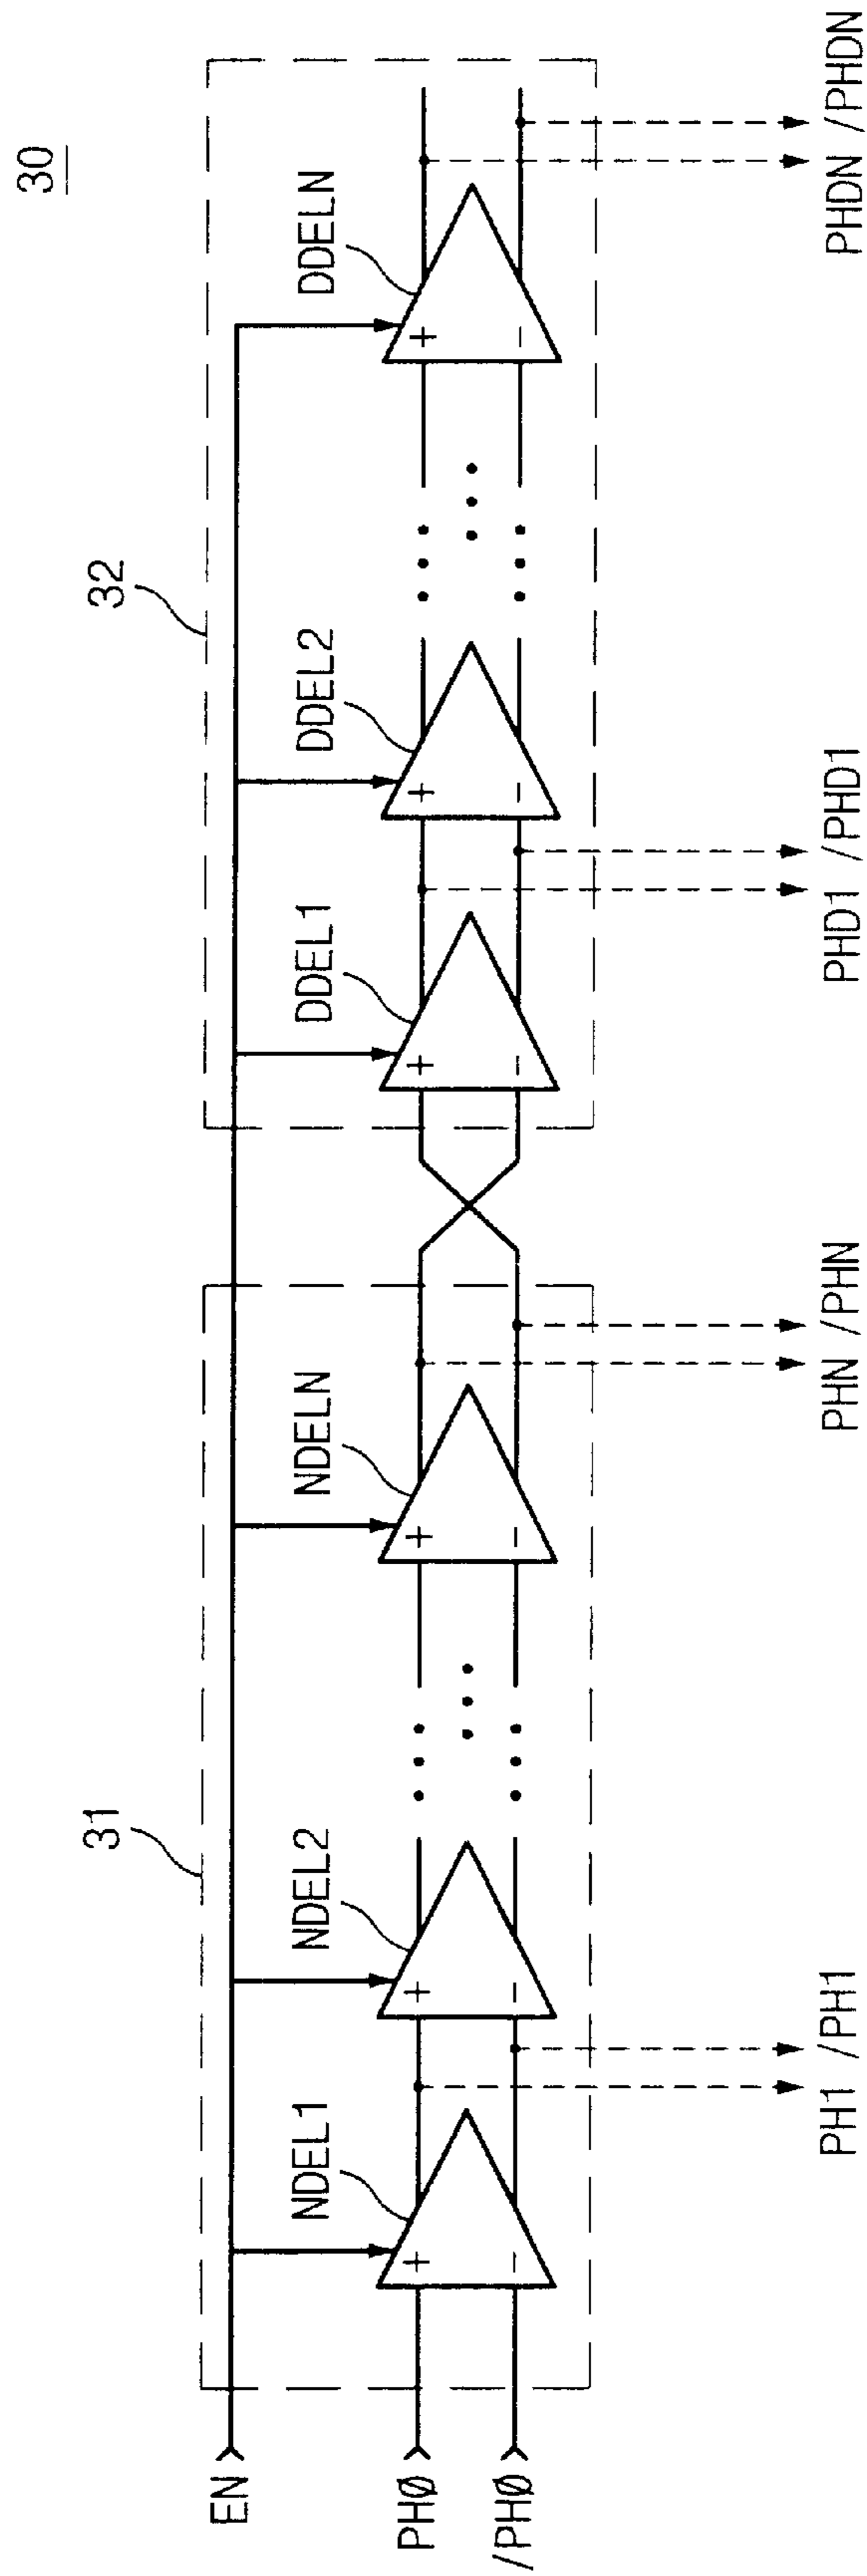 30
31
32
NDEL1
NDEL2
NDELN
DDEL1
DDEL2
DDELN
EN
PHØ
/PHØ
+
−
+
−
+
−
+
−
+
−
+
−
PH1 /PH1
PHN /PHN
PHD1 /PHD1
PHDN /PHDN